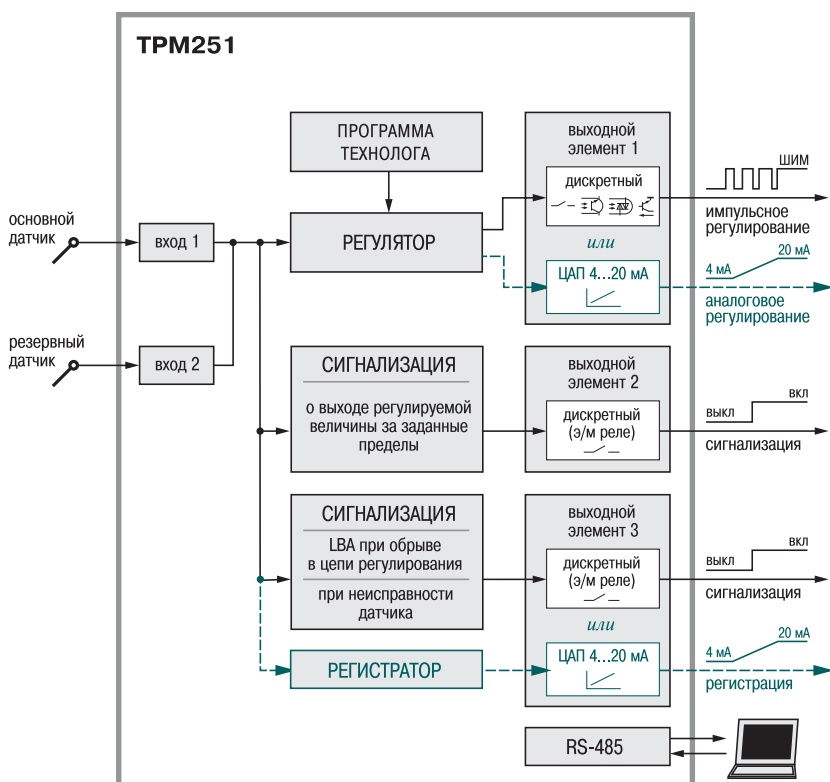 ТРМ251
ПРОГРАММА
ТЕХНОЛОГА
выходной
элемент 1
дискретный
ШИМ
импульсное
регулирование
основной
датчик
вход 1
РЕГУЛЯТОР
или
ЦАП 4...20 мА
4 мА
20 мА
аналоговое
регулирование
резервный
датчик
вход 2
СИГНАЛИЗАЦИЯ
о выходе регулируемой
величины за заданные
пределы
выходной
элемент 2
дискретный
(э/м реле)
выкл
вкл
сигнализация
СИГНАЛИЗАЦИЯ
LBA при обрыве
в цепи регулирования
при неисправности
датчика
выходной
элемент 3
дискретный
(э/м реле)
выкл
вкл
сигнализация
или
РЕГИСТРАТОР
ЦАП 4...20 мА
4 мА
20 мА
регистрация
RS-485